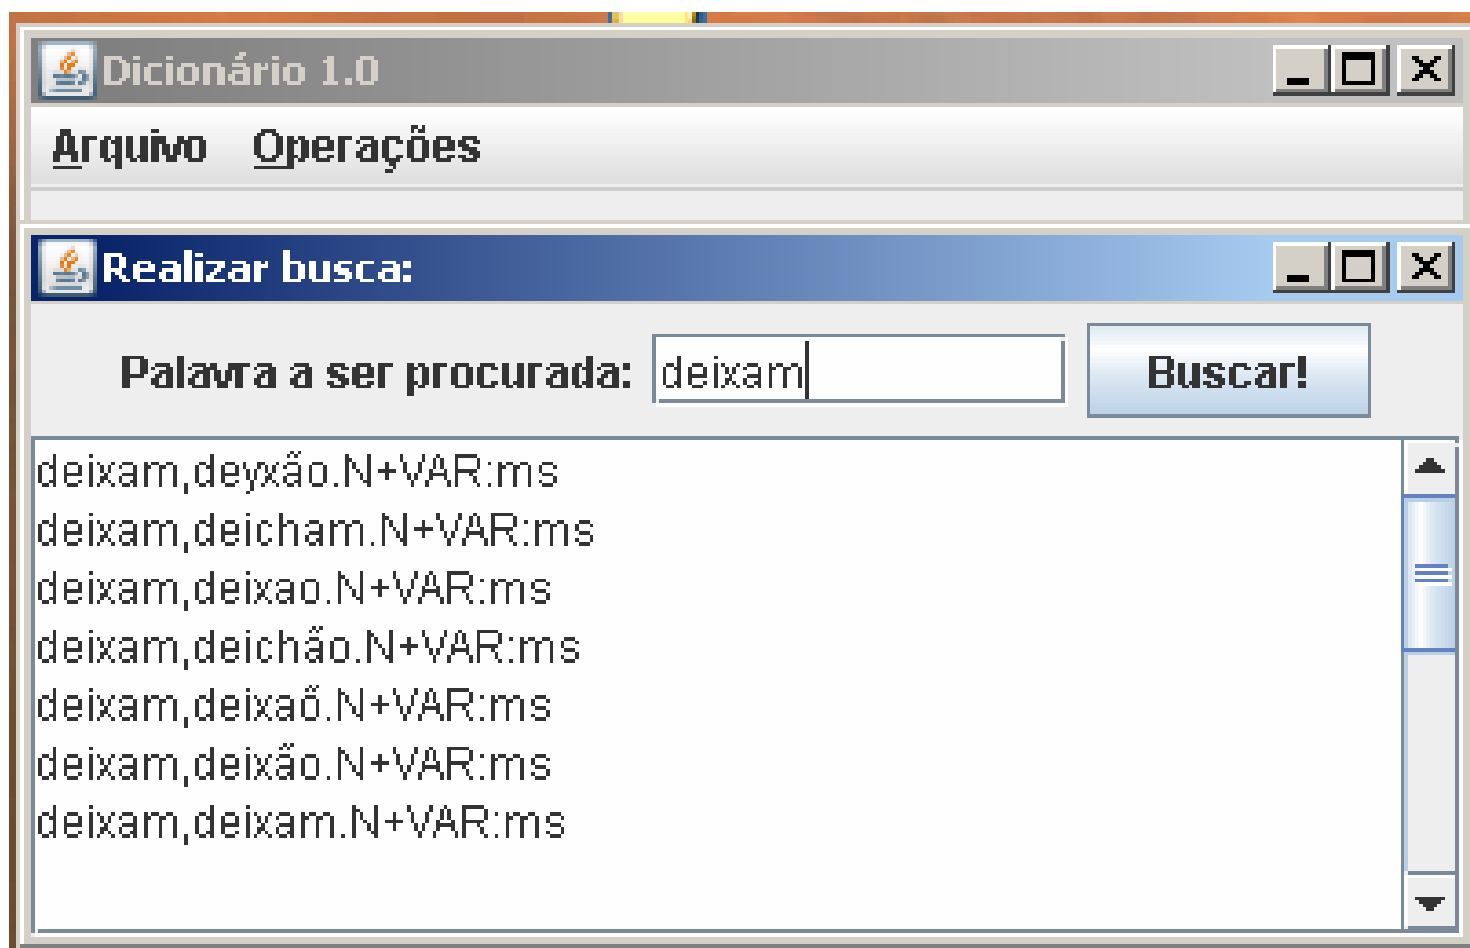 Dicionário 1.0
Arquivo Operações
Realizar busca:
Palavra a ser procurada: deixam Buscar!
deixam,deyxão.N+VAR:ms
deixam,deicham.N+VAR:ms
deixam,deixao.N+VAR:ms
deixam,deichão.N+VAR:ms
deixam,deixaõ.N+VAR:ms
deixam,deixão.N+VAR:ms
deixam,deixam.N+VAR:ms